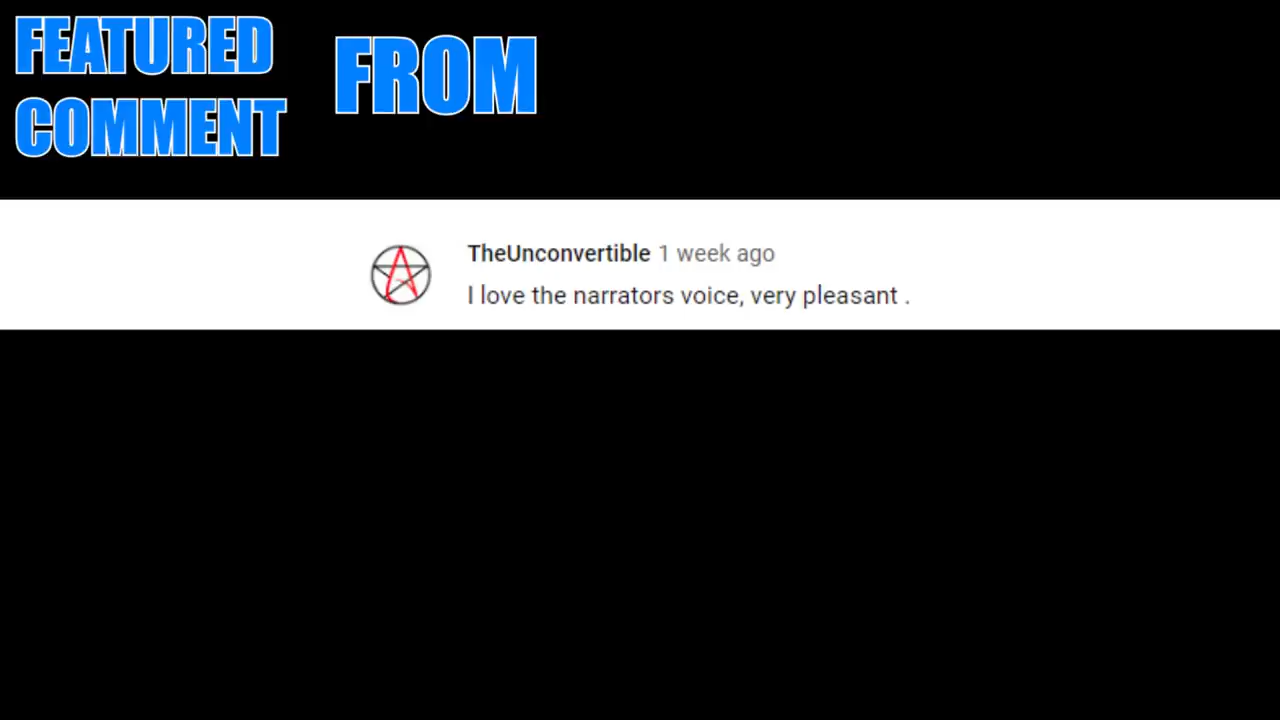 FEATURED
COMMENT
FROM
TheUnconvertible 1 week ago
I love the narrators voice, very pleasant .